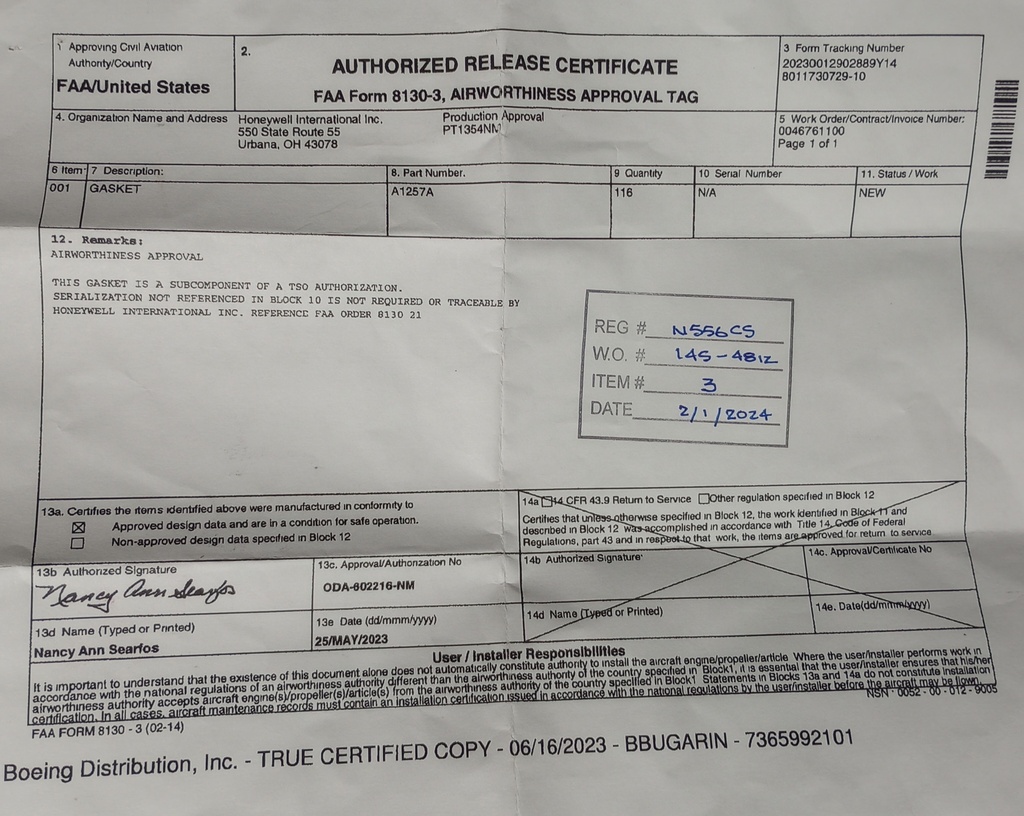 1 Approving Civil Aviation
Authority/Country
FAA/United States
2.
AUTHORIZED RELEASE CERTIFICATE
FAA Form 8130-3, AIRWORTHINESS APPROVAL TAG
3 Form Tracking Number
20230012902889Y14
8011730729-10
4. Organization Name and Address
Honeywell International Inc.
550 State Route 55
Urbana, OH 43078
Production Approval
PT1354NM
5 Work Order/Contract/Invoice Number:
0046761100
Page 1 of 1
6 Item 7 Description: 8. Part Number. 9 Quantity 10 Serial Number 11. Status / Work
001 GASKET A1257A 116 N/A NEW
12. Remarks:
AIRWORTHINESS APPROVAL
THIS GASKET IS A SUBCOMPONENT OF A TSO AUTHORIZATION.
SERIALIZATION NOT REFERENCED IN BLOCK 10 IS NOT REQUIRED OR TRACEABLE BY
HONEYWELL INTERNATIONAL INC. REFERENCE FAA ORDER 8130 21
REG # N556CS
W.O. # 145-4812
ITEM # 3
DATE 2/1/2024
13a. Certifies the items identified above were manufactured in conformity to
Approved design data and are in a condition for safe operation.
Non-approved design data specified in Block 12
14a 14 CFR 43.9 Return to Service Other regulation specified in Block 12
Certifies that unless otherwise specified in Block 12, the work identified in Block 11 and
described in Block 12 was accomplished in accordance with Title 14, Code of Federal
Regulations, part 43 and in respect to that work, the items are approved for return to service
13b Authorized Signature
Nancy Ann Searfos
13c. Approval/Authorization No
ODA-602216-NM
14b Authorized Signature
14c. Approval/Certificate No
13d Name (Typed or Printed)
Nancy Ann Searfos
13e Date (dd/mmm/yyyy)
25/MAY/2023
14d Name (Typed or Printed)
14e. Date(dd/mmm/yyyy)
User / Installer Responsibilities
It is important to understand that the existence of this document alone does not automatically constitute authority to install the aircraft engine/propeller/article Where the user/installer performs work in
accordance with the national regulations of an airworthiness authority different than the airworthiness authority of the country specified in Block1, it is essential that the user/installer ensures that his/her
airworthiness authority accepts aircraft engine(s)/propeller(s)/article(s) from the airworthiness authority of the country specified in Block1 Statements in Blocks 13a and 14a do not constitute installation
certification. In all cases, aircraft maintenance records must contain an installation certification issued in accordance with the national regulations by the user/installer before the aircraft may be flown.
FAA FORM 8130 - 3 (02-14)
NSN · 0052 - 00 - 012 - 9005
Boeing Distribution, Inc. - TRUE CERTIFIED COPY - 06/16/2023 - BBUGARIN - 7365992101